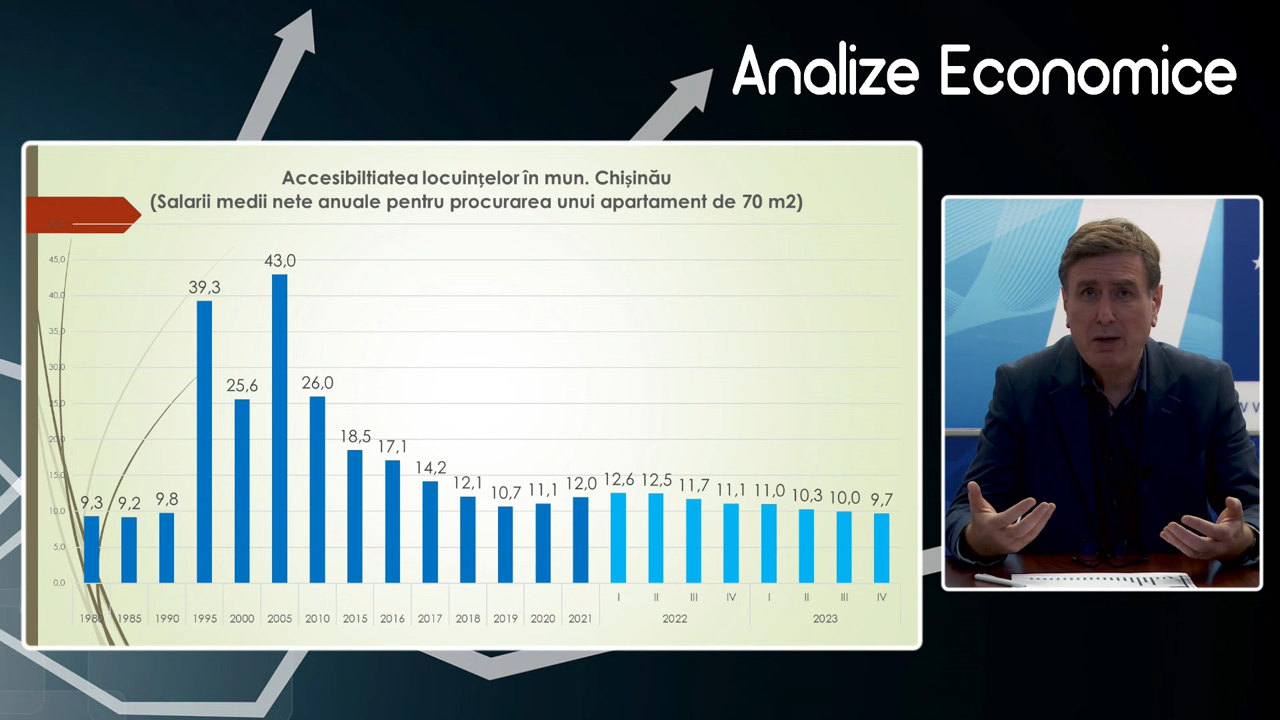 Analize Economice
Accesibiltiatea locuințelor în mun. Chișinău
(Salarii medii nete anuale pentru procurarea unui apartament de 70 m2)
45,0
40,0
35,0
30,0
25,0
20,0
15,0
10,0
5,0
0,0
9,3 9,2 9,8 39,3 25,6 43,0 26,0 18,5 17,1 14,2 12,1 10,7 11,1 12,0 12,6 12,5 11,7 11,1 11,0 10,3 10,0 9,7
I II III IV I II III IV
1980 1985 1990 1995 2000 2005 2010 2015 2016 2017 2018 2019 2020 2021 2022 2023